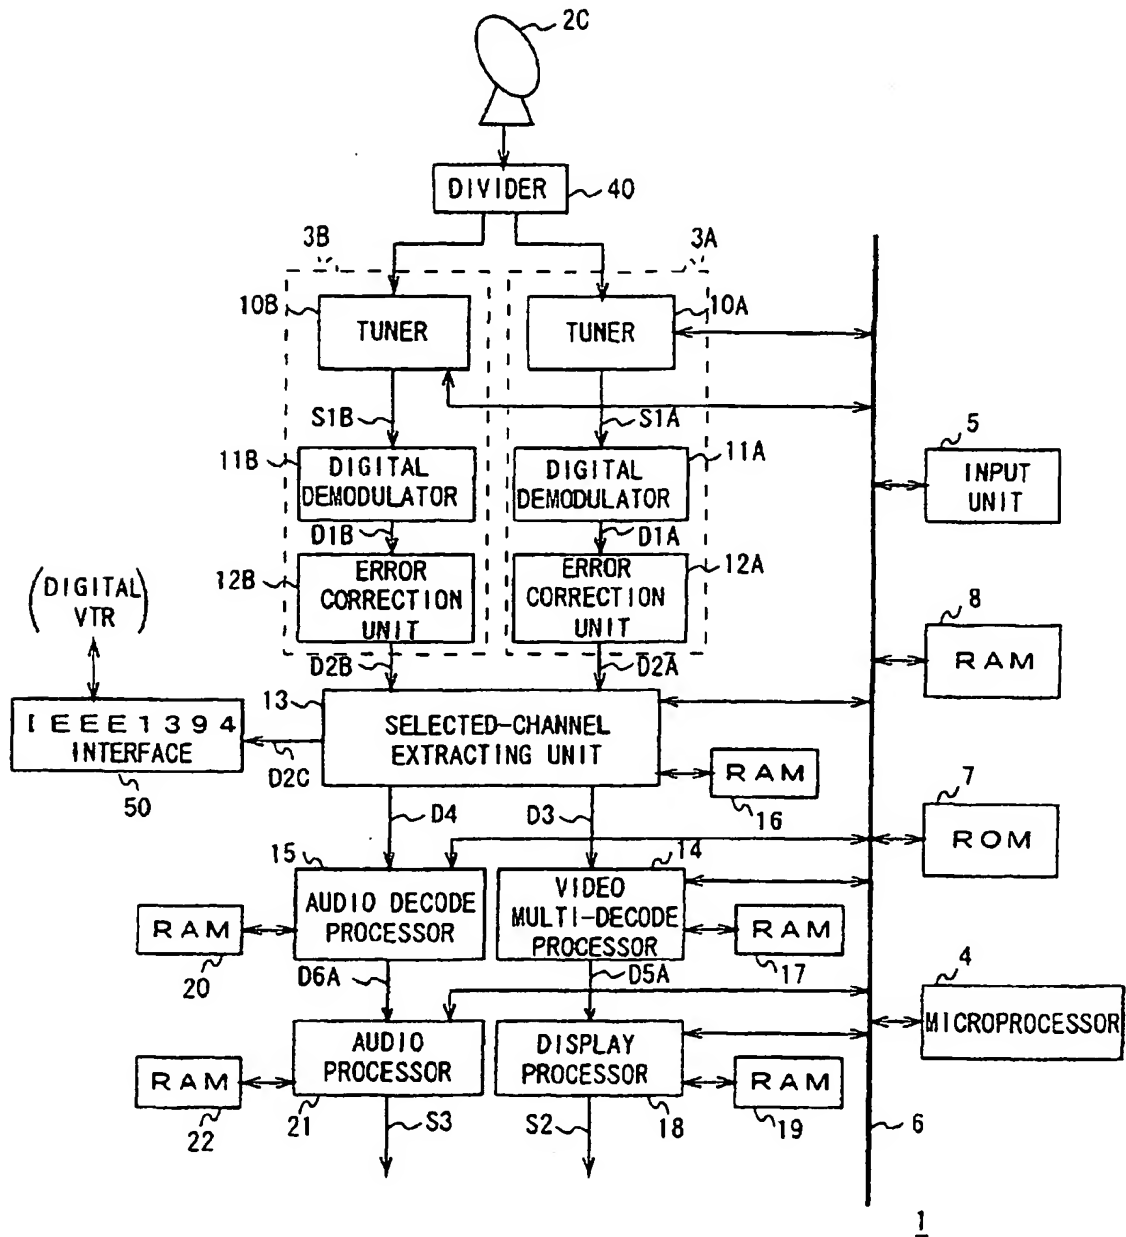 2C
DIVIDER
40
3B
3A
10B
TUNER
TUNER
10A
S1B
S1A
5
INPUT
UNIT
11B
DIGITAL
DEMODULATOR
DIGITAL
DEMODULATOR
11A
D1B
D1A
12B
ERROR
CORRECTION
UNIT
ERROR
CORRECTION
UNIT
12A
(DIGITAL
VTR)
8
RAM
D2B
D2A
13
SELECTED-CHANNEL
EXTRACTING UNIT
IEEE1394
INTERFACE
50
D2C
RAM
16
7
ROM
D4
D3
15
AUDIO DECODE
PROCESSOR
14
VIDEO
MULTI-DECODE
PROCESSOR
RAM
20
RAM
17
D6A
D5A
4
MICROPROCESSOR
AUDIO
PROCESSOR
21
DISPLAY
PROCESSOR
18
RAM
22
RAM
19
S3
S2
6
1